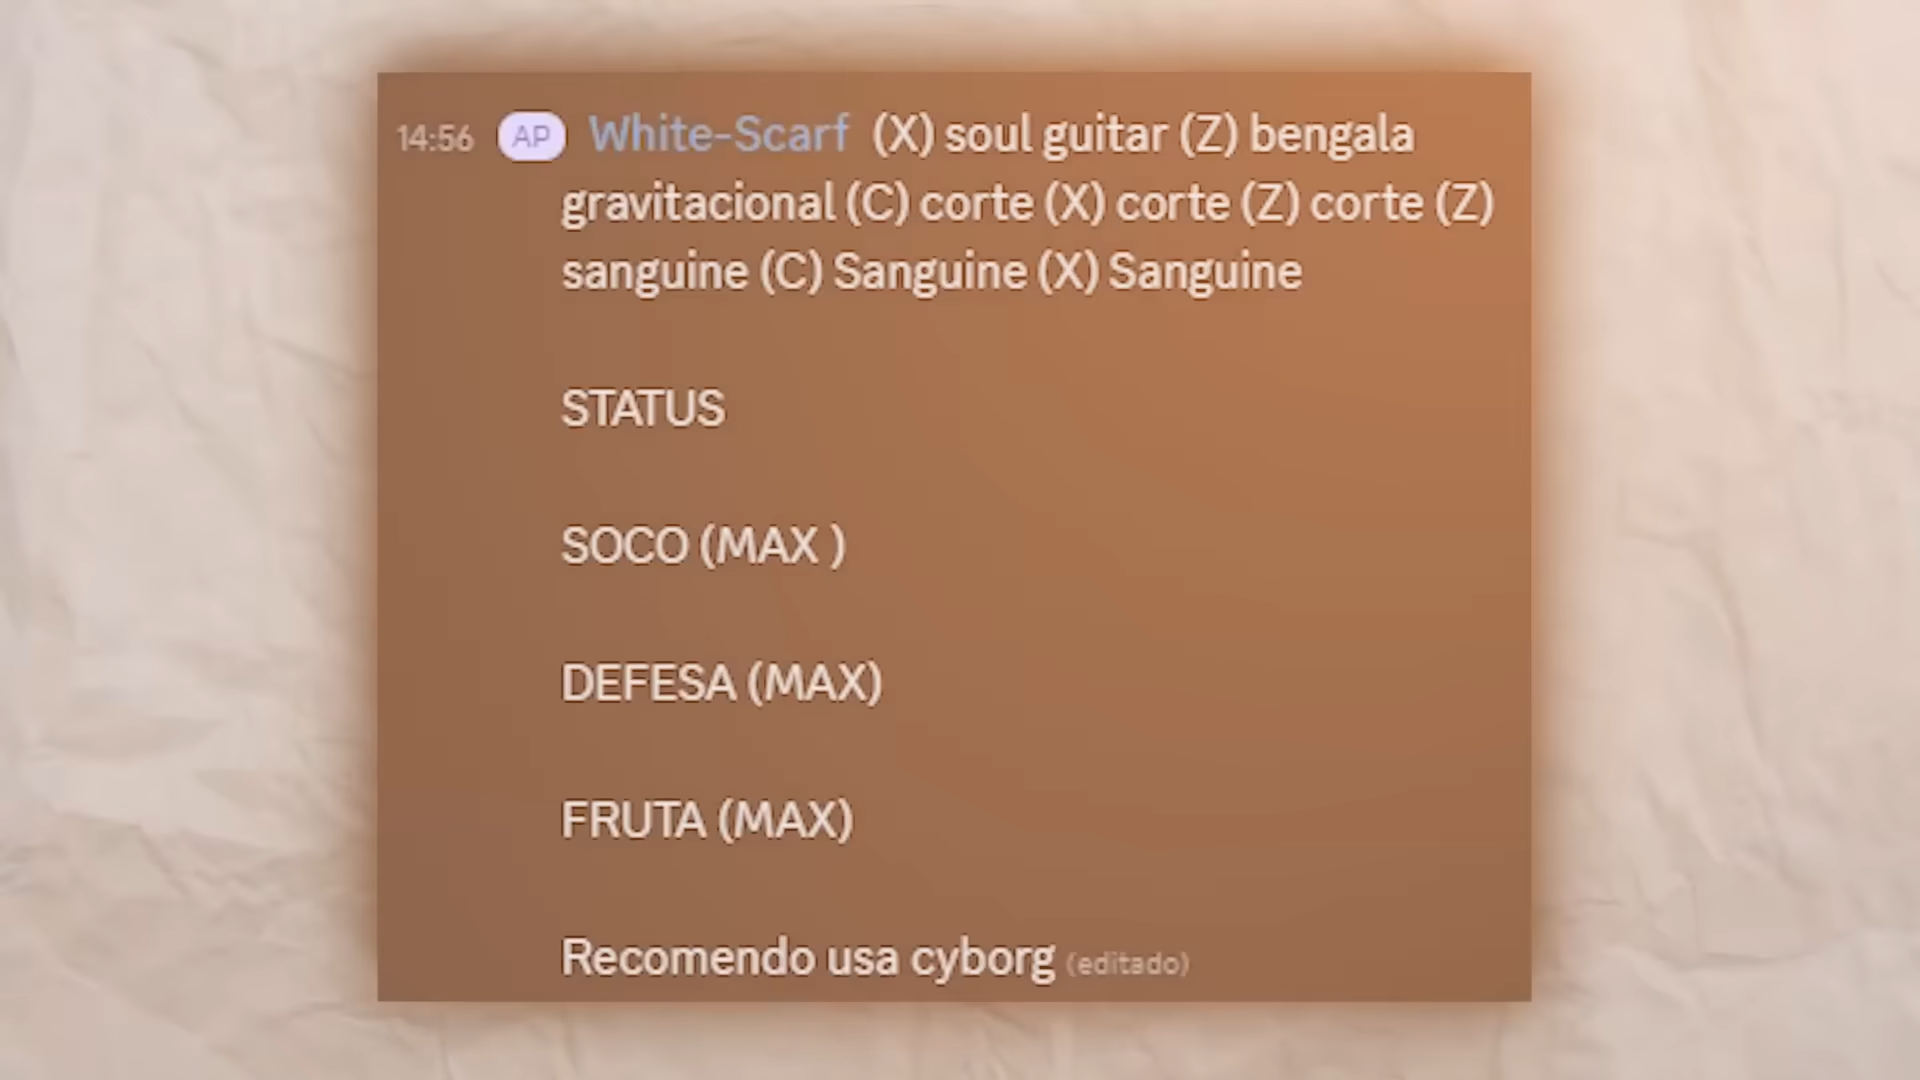 14:56 AP White-Scarf (X) soul guitar (Z) bengala
gravitacional (C) corte (X) corte (Z) corte (Z)
sanguine (C) Sanguine (X) Sanguine
STATUS
SOCO (MAX )
DEFESA (MAX)
FRUTA (MAX)
Recomendo usa cyborg (editado)